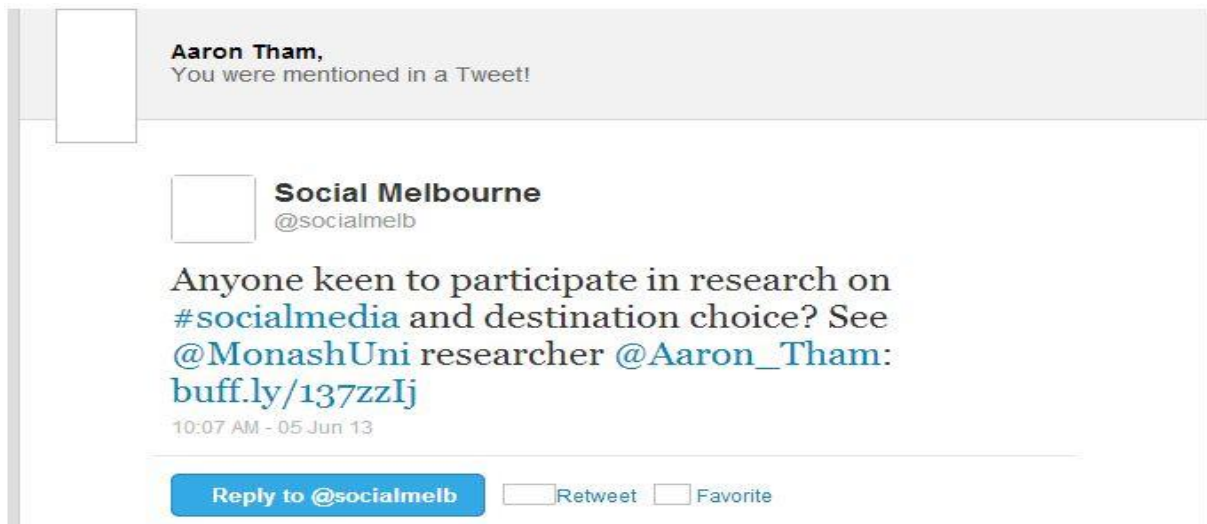 Aaron Tham,
You were mentioned in a Tweet!
Social Melbourne
@socialmelb
Anyone keen to participate in research on
#socialmedia and destination choice? See
@MonashUni researcher @Aaron_Tham:
buff.ly/137zzIj
10:07 AM - 05 Jun 13
Reply to @socialmelb Retweet Favorite